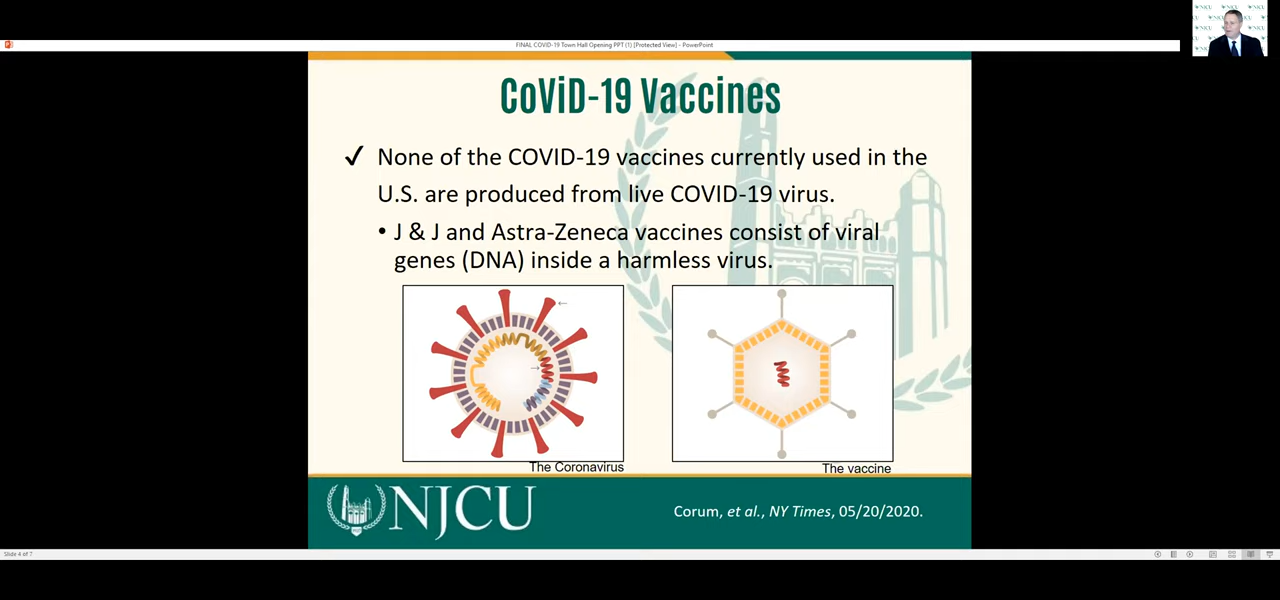 NJCU
FINAL COVID-19 Town Hall Opening PPT (1) [Protected View] - PowerPoint
CoViD-19 Vaccines
✓ None of the COVID-19 vaccines currently used in the
U.S. are produced from live COVID-19 virus.
• J & J and Astra-Zeneca vaccines consist of viral
genes (DNA) inside a harmless virus.
The Coronavirus
The vaccine
NJCU
Corum, et al., NY Times, 05/20/2020.
Slide 4 of 7